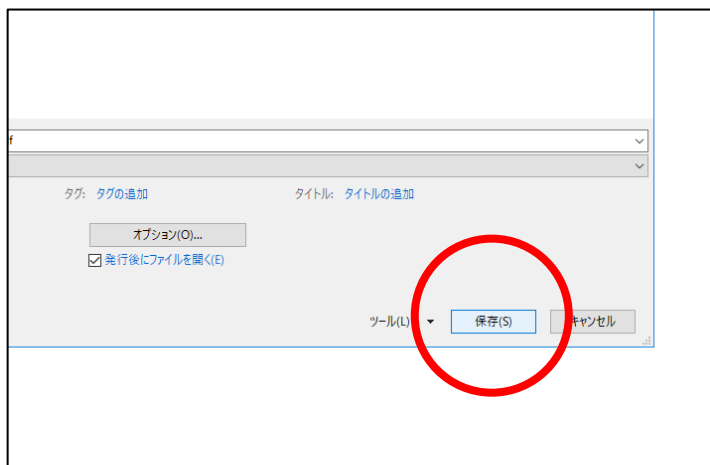 f
タグ: タグの追加 タイトル: タイトルの追加
オプション(O)...
発行後にファイルを開く(E)
ツール(L) 保存(S) キャンセル